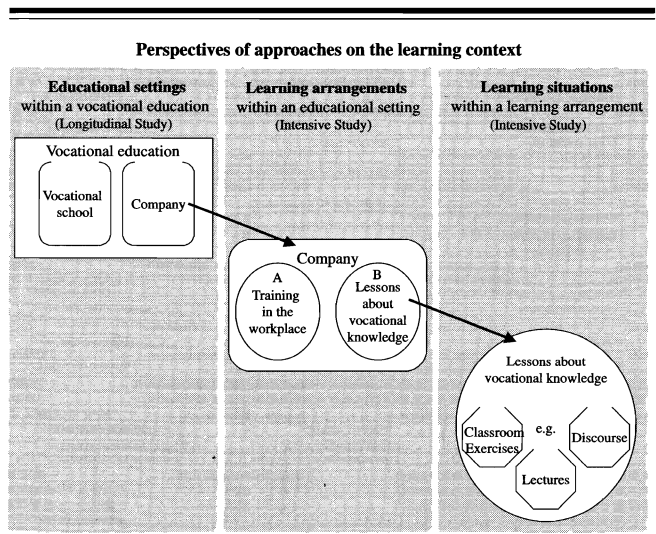 Perspectives of approaches on the learning context
Educational settings
within a vocational education
(Longitudinal Study)
Vocational education
Vocational
school
Company
Learning arrangements
within an educational setting
(Intensive Study)
Company
A
Training
in the
workplace
B
Lessons
about
vocational
knowledge
Learning situations
within a learning arrangement
(Intensive Study)
Lessons about
vocational knowledge
Classroom
Exercises
e.g.
Discourse
Lectures